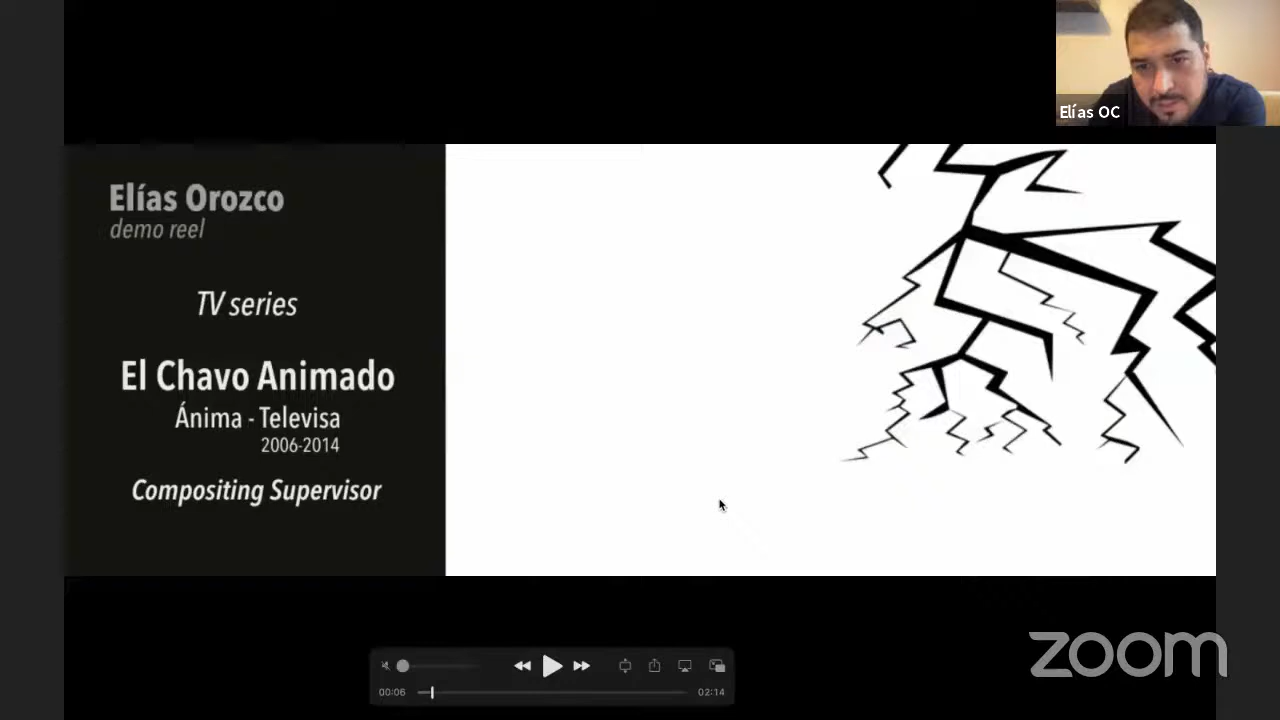 Elías OC
Elías Orozco
demo reel
TV series
El Chavo Animado
Ánima - Televisa
2006-2014
Compositing Supervisor
00:06
02:14
zoom